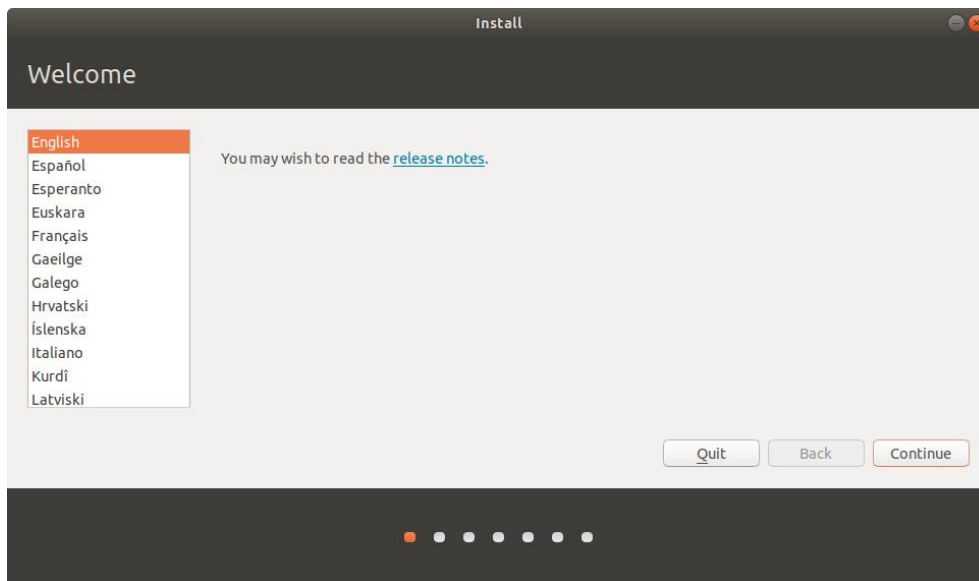 Install
Welcome
English
Español
Esperanto
Euskara
Français
Gaeilge
Galego
Hrvatski
Íslenska
Italiano
Kurdî
Latviski
You may wish to read the release notes.
Quit Back Continue